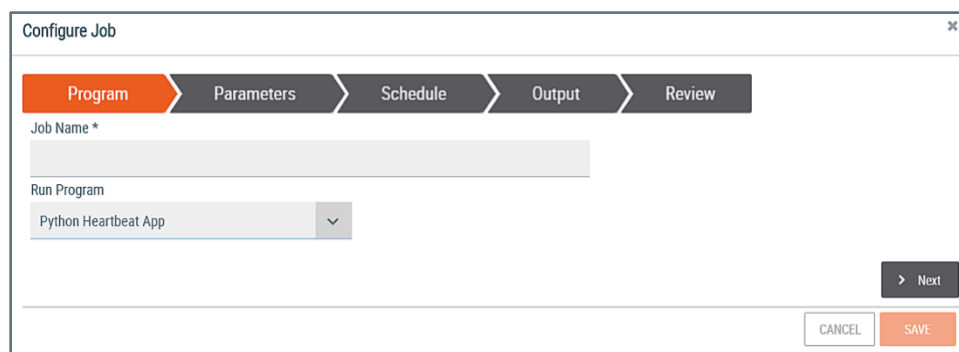 Configure Job
Program Parameters Schedule Output Review
Job Name *
Run Program
Python Heartbeat App
Next
CANCEL SAVE